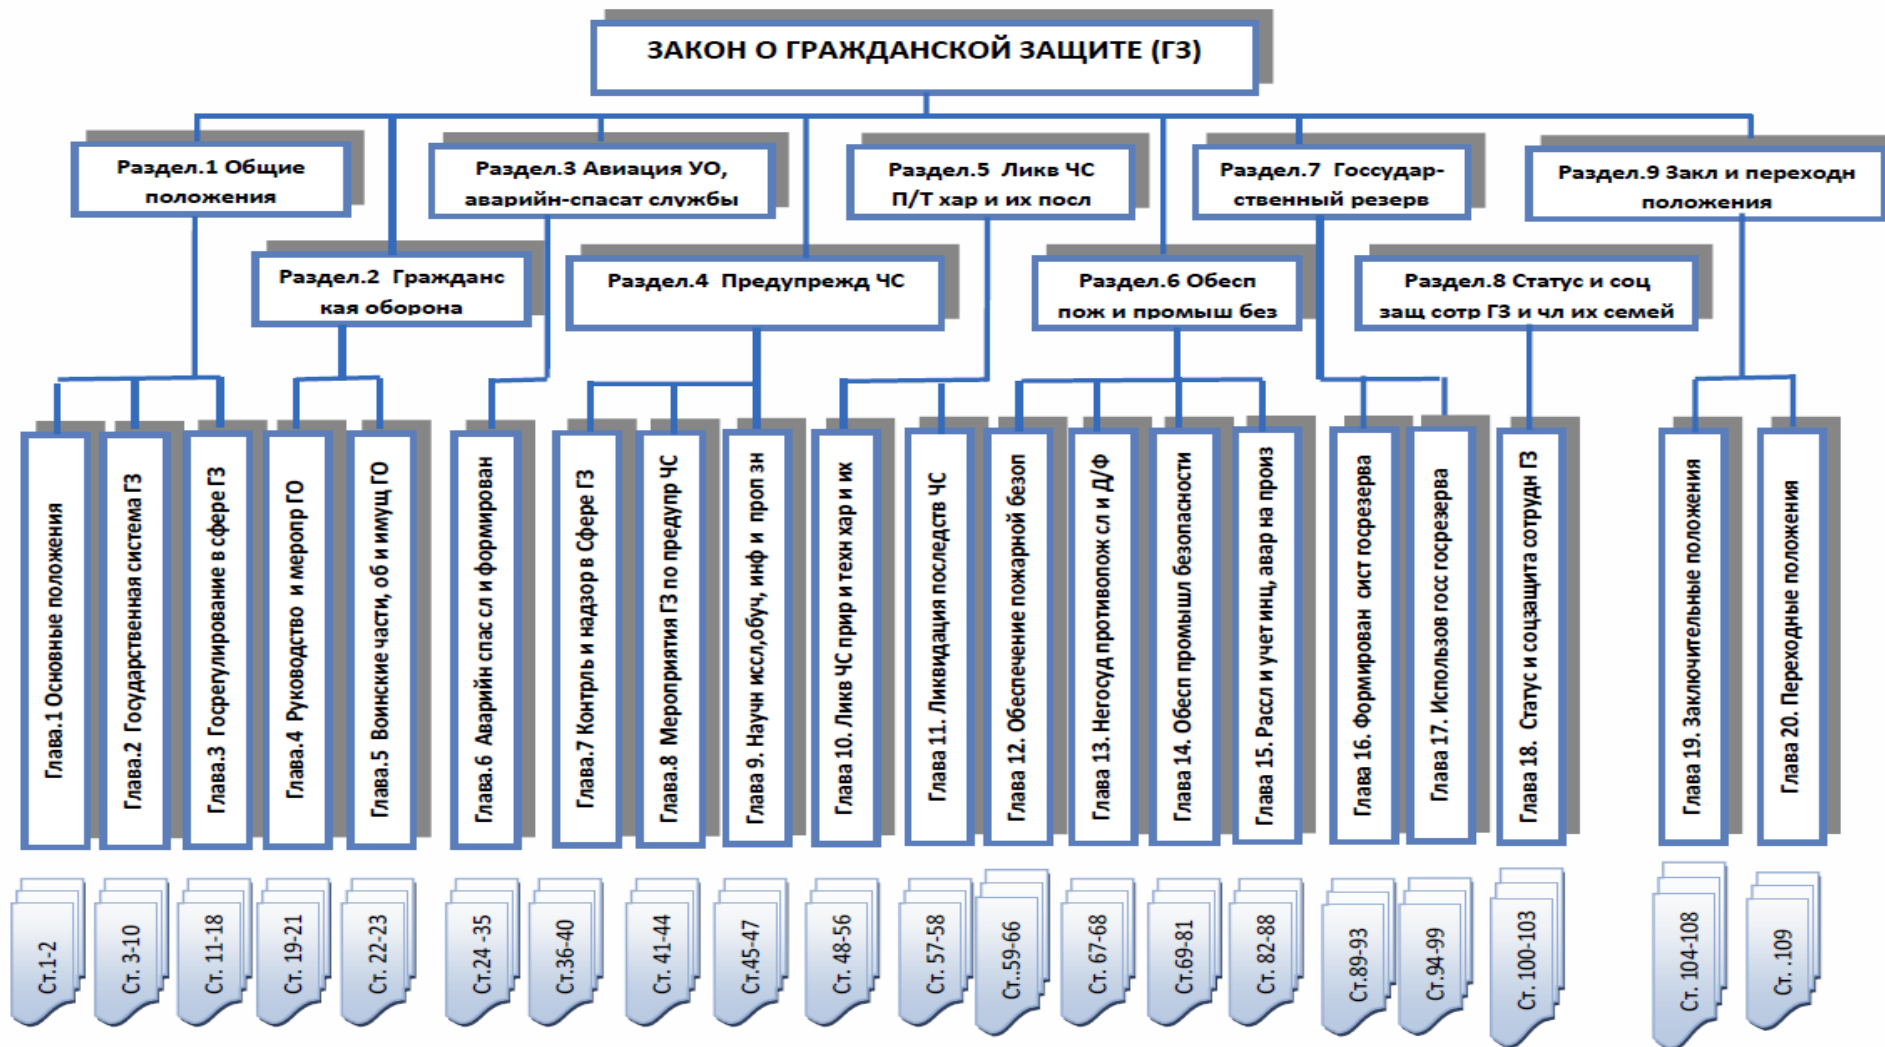 ЗАКОН О ГРАЖДАНСКОЙ ЗАЩИТЕ (ГЗ)
Раздел.1 Общие
положения
Раздел.3 Авиация УО,
аварийн-спасат службы
Раздел.5 Ликв ЧС
П/Т хар и их посл
Раздел.7 Госсудар-
ственный резерв
Раздел.9 Закл и переходн
положения
Раздел.2 Гражданс
кая оборона
Раздел.4 Предупрежд ЧС
Раздел.6 Обесп
пож и промыш без
Раздел.8 Статус и соц
защ сотр ГЗ и чл их семей
Глава.1 Основные положения
Глава.2 Государственная система ГЗ
Глава.3 Госрегулирование в сфере ГЗ
Глава.4 Руководство и меропр ГО
Глава.5 Воинские части, об и имущ ГО
Глава.6 Аварийн спас сл и формирован
Глава.7 Контрль и надзор в Сфере ГЗ
Глава.8 Мероприятия ГЗ по предупр ЧС
Глава 9. Научн иссл,обуч, инф и проп зн
Глава 10. Ликв ЧС прир и техн хар и их
Глава 11. Ликвидация последств ЧС
Глава 12. Обеспечение пожарной безоп
Глава 13. Негосуд противопож сл и Д/Ф
Глава 14. Обесп промышл безопасности
Глава 15. Рассл и учет инц, авар на произ
Глава 16. Формирован сист госрезерва
Глава 17. Использов госс госрезерва
Глава 18. Статус и соцзащита сотрудн ГЗ
Глава 19. Заключительные положения
Глава 20. Переходные положения
Ст.1-2
Ст. 3-10
Ст. 11-18
Ст. 19-21
Ст. 22-23
Ст.24 -35
Ст.36-40
Ст. 41-44
Ст.45-47
Ст. 48-56
Ст. 57-58
Ст..59-66
Ст. 67-68
Ст.69-81
Ст. 82-88
Ст.89-93
Ст.94-99
Ст. 100-103
Ст. 104-108
Ст. .109